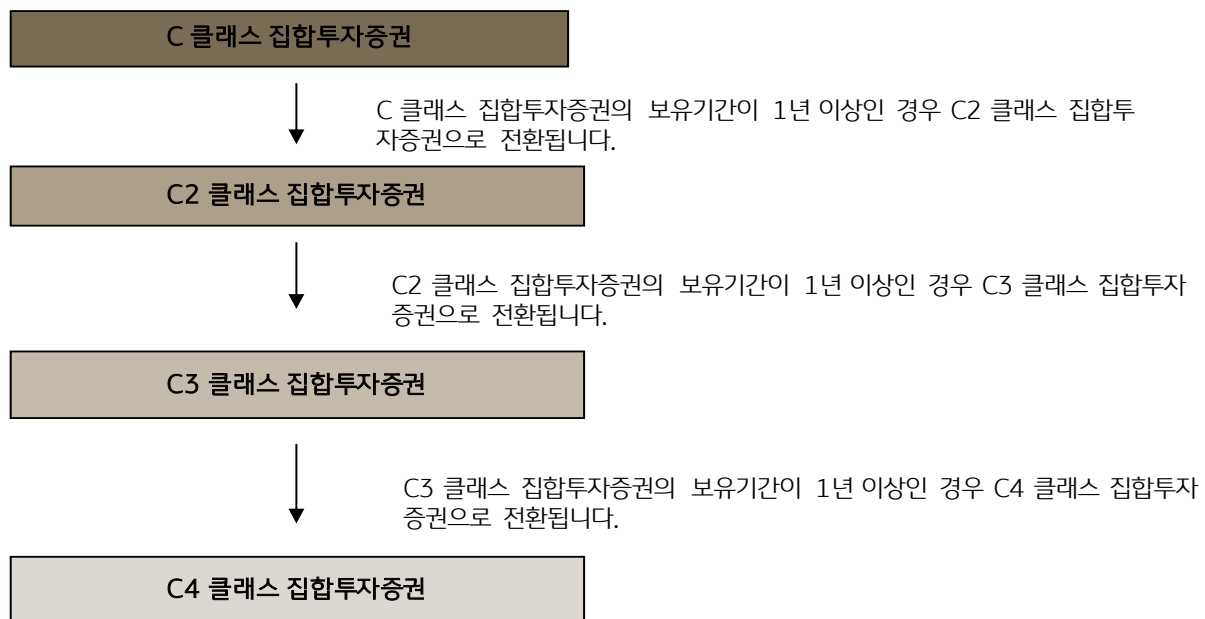 C 클래스 집합투자증권
C 클래스 집합투자증권의 보유기간이 1년 이상인 경우 C2 클래스 집합투
자증권으로 전환됩니다.
C2 클래스 집합투자증권
C2 클래스 집합투자증권의 보유기간이 1년 이상인 경우 C3 클래스 집합투자
증권으로 전환됩니다.
C3 클래스 집합투자증권
C3 클래스 집합투자증권의 보유기간이 1년 이상인 경우 C4 클래스 집합투자
증권으로 전환됩니다.
C4 클래스 집합투자증권